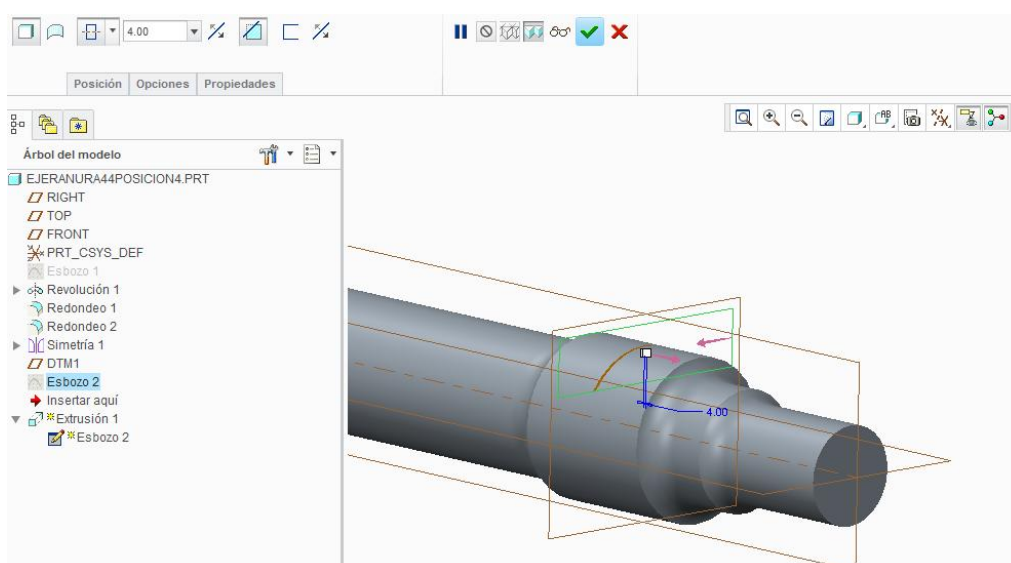 4.00
Posición Opciones Propiedades
Árbol del modelo
EJERANURA44POSICION4.PRT
RIGHT
TOP
FRONT
PRT_CSYS_DEF
Esbozo 1
Revolución 1
Redondeo 1
Redondeo 2
Simetría 1
DTM1
Esbozo 2
Insertar aquí
Extrusión 1
Esbozo 2
4.00